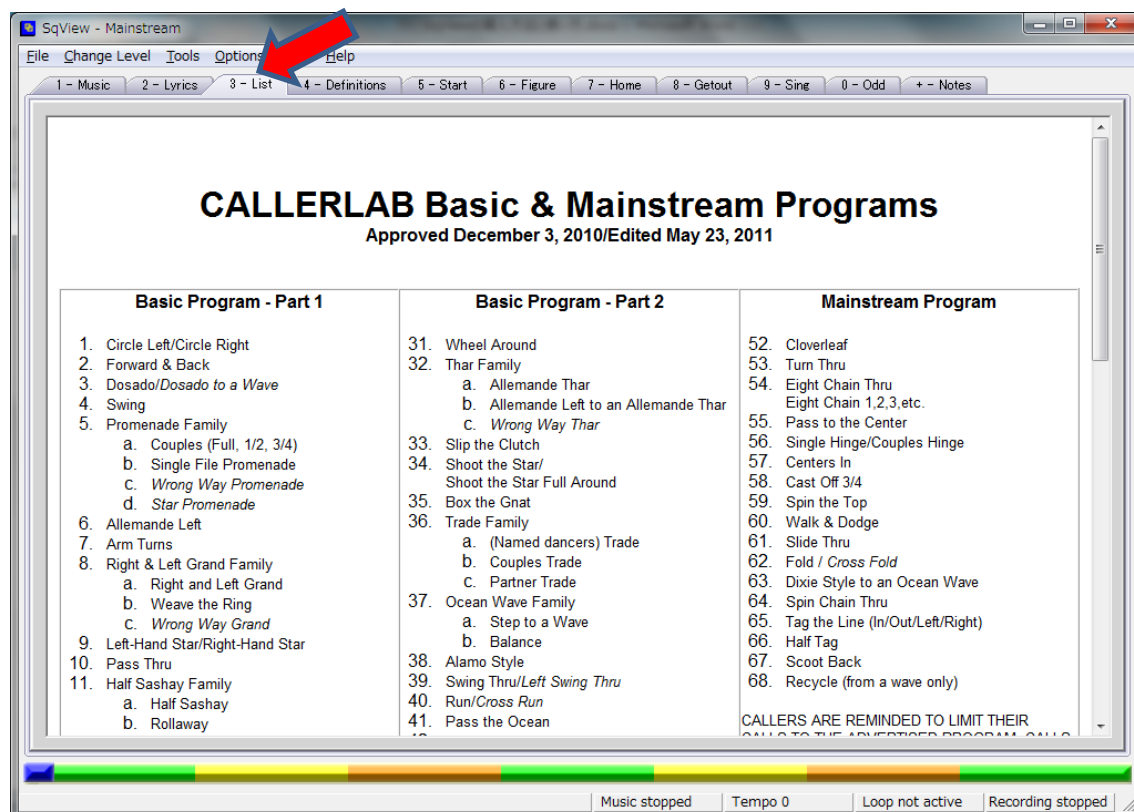 SqView - Mainstream
File Change Level Tools Options Help
1 - Music 2 - Lyrics 3 - List 4 - Definitions 5 - Start 6 - Figure 7 - Home 8 - Getout 9 - Sing 0 - Odd + - Notes
CALLERLAB Basic & Mainstream Programs
Approved December 3, 2010/Edited May 23, 2011
Basic Program - Part 1
1. Circle Left/Circle Right
2. Forward & Back
3. Dosado/Dosado to a Wave
4. Swing
5. Promenade Family
a. Couples (Full, 1/2, 3/4)
b. Single File Promenade
c. Wrong Way Promenade
d. Star Promenade
6. Allemande Left
7. Arm Turns
8. Right & Left Grand Family
a. Right and Left Grand
b. Weave the Ring
c. Wrong Way Grand
9. Left-Hand Star/Right-Hand Star
10. Pass Thru
11. Half Sashay Family
a. Half Sashay
b. Rollaway
Basic Program - Part 2
31. Wheel Around
32. Thar Family
a. Allemande Thar
b. Allemande Left to an Allemande Thar
c. Wrong Way Thar
33. Slip the Clutch
34. Shoot the Star/
Shoot the Star Full Around
35. Box the Gnat
36. Trade Family
a. (Named dancers) Trade
b. Couples Trade
c. Partner Trade
37. Ocean Wave Family
a. Step to a Wave
b. Balance
38. Alamo Style
39. Swing Thru/Left Swing Thru
40. Run/Cross Run
41. Pass the Ocean
Mainstream Program
52. Cloverleaf
53. Turn Thru
54. Eight Chain Thru
Eight Chain 1,2,3,etc.
55. Pass to the Center
56. Single Hinge/Couples Hinge
57. Centers In
58. Cast Off 3/4
59. Spin the Top
60. Walk & Dodge
61. Slide Thru
62. Fold / Cross Fold
63. Dixie Style to an Ocean Wave
64. Spin Chain Thru
65. Tag the Line (In/Out/Left/Right)
66. Half Tag
67. Scoot Back
68. Recycle (from a wave only)
CALLERS ARE REMINDED TO LIMIT THEIR
CALLS TO THE ADVERTISED PROGRAM. CALLS
Music stopped Tempo 0 Loop not active Recording stopped